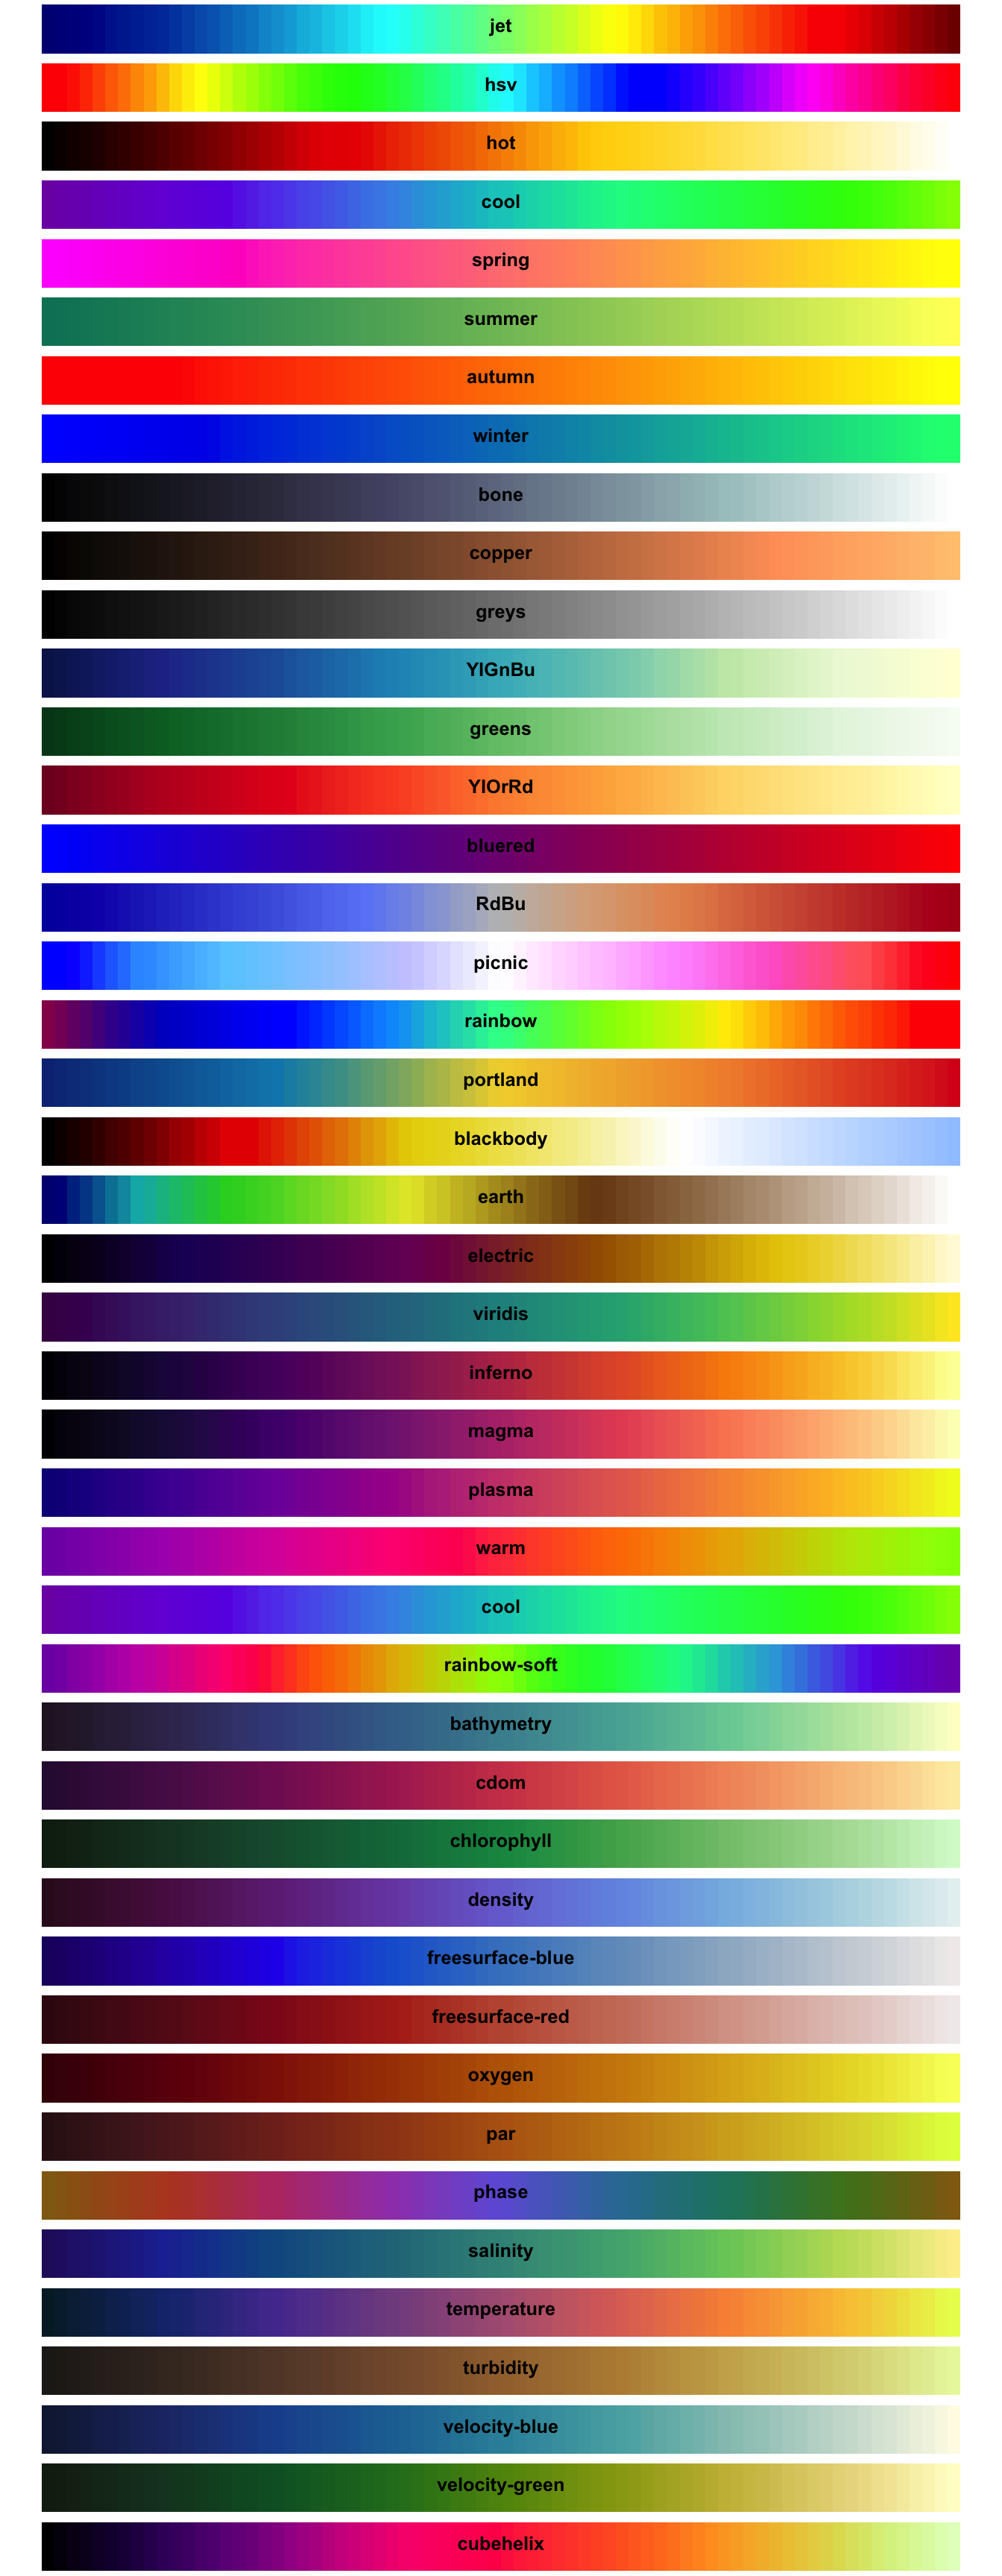 jet
hsv
hot
cool
spring
summer
autumn
winter
bone
copper
greys
YIGnBu
greens
YIOrRd
bluered
RdBu
picnic
rainbow
portland
blackbody
earth
electric
viridis
inferno
magma
plasma
warm
cool
rainbow-soft
bathymetry
cdom
chlorophyll
density
freesurface-blue
freesurface-red
oxygen
par
phase
salinity
temperature
turbidity
velocity-blue
velocity-green
cubehelix